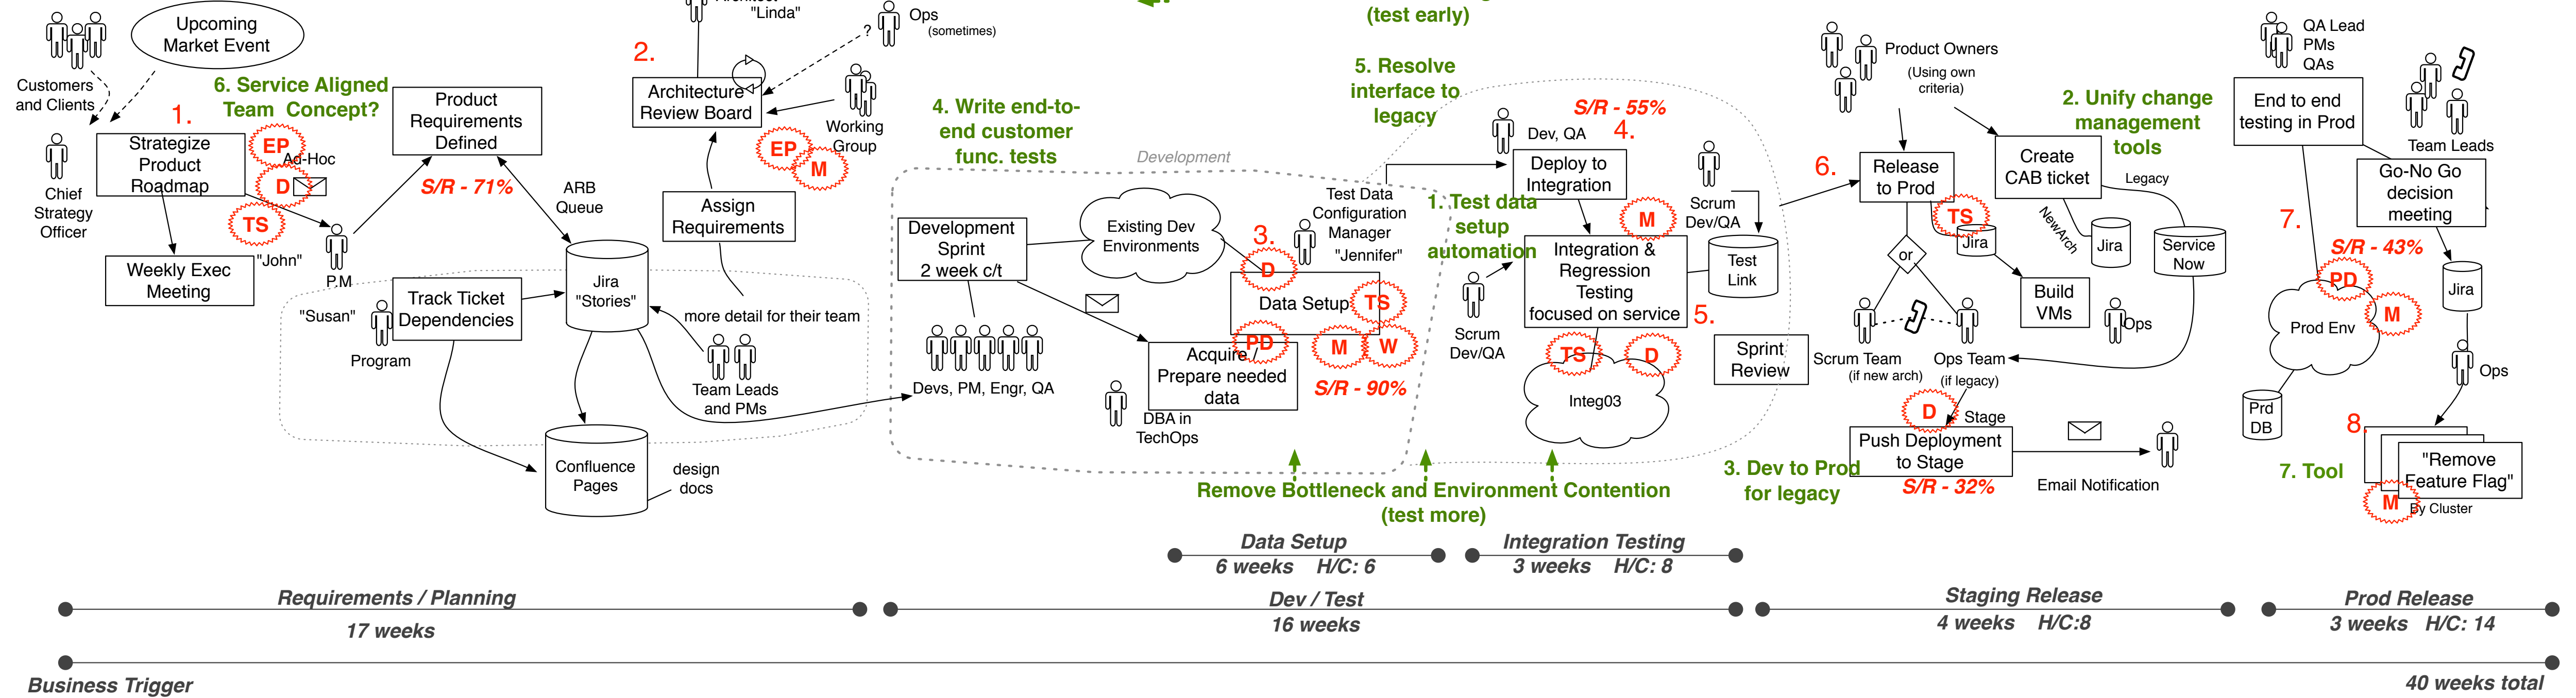 Upcoming
Market Event
Customers
and Clients
1.
Strategize
Product
Roadmap
Chief
Strategy
Officer
Weekly Exec
Meeting
6. Service Aligned
Team Concept?
EP
Ad-Hoc
D
TS
"John"
P.M
Product
Requirements
Defined
S/R - 71%
ARB
Queue
Jira
"Stories"
"Susan"
Program
Track Ticket
Dependencies
Confluence
Pages
design
docs
"Linda"
Ops
(sometimes)
?
2.
Architecture
Review Board
Working
Group
EP
M
Assign
Requirements
more detail for their team
Team Leads
and PMs
4. Write end-to-
end customer
func. tests
Development
Development
Sprint
2 week c/t
Devs, PM, Engr, QA
Existing Dev
Environments
3.
D
Test Data
Configuration
Manager
"Jennifer"
Data Setup
TS
PD
M
W
Acquire /
Prepare needed
data
S/R - 90%
DBA in
TechOps
(test early)
5. Resolve
interface to
legacy
1. Test data
setup
automation
S/R - 55%
4.
Dev, QA
Deploy to
Integration
M
Scrum
Dev/QA
Integration &
Regression
Testing
focused on service
Scrum
Dev/QA
Test
Link
5.
TS
D
Integ03
Sprint
Review
Remove Bottleneck and Environment Contention
(test more)
Product Owners
(Using own
criteria)
6.
Release
to Prod
TS
Jira
or
Create
CAB ticket
2. Unify change
management
tools
Legacy
NewArch
Jira
Service
Now
Build
VMs
Ops
Scrum Team
(if new arch)
Ops Team
(if legacy)
D
Stage
Push Deployment
to Stage
S/R - 32%
3. Dev to Prod
for legacy
Email Notification
QA Lead
PMs
QAs
End to end
testing in Prod
Team Leads
Go-No Go
decision
meeting
7.
S/R - 43%
PD
M
Prod Env
Prd
DB
Jira
Ops
8.
7. Tool
"Remove
Feature Flag"
M
By Cluster
Data Setup
6 weeks H/C: 6
Integration Testing
3 weeks H/C: 8
Requirements / Planning
17 weeks
Dev / Test
16 weeks
Staging Release
4 weeks H/C:8
Prod Release
3 weeks H/C: 14
Business Trigger
40 weeks total